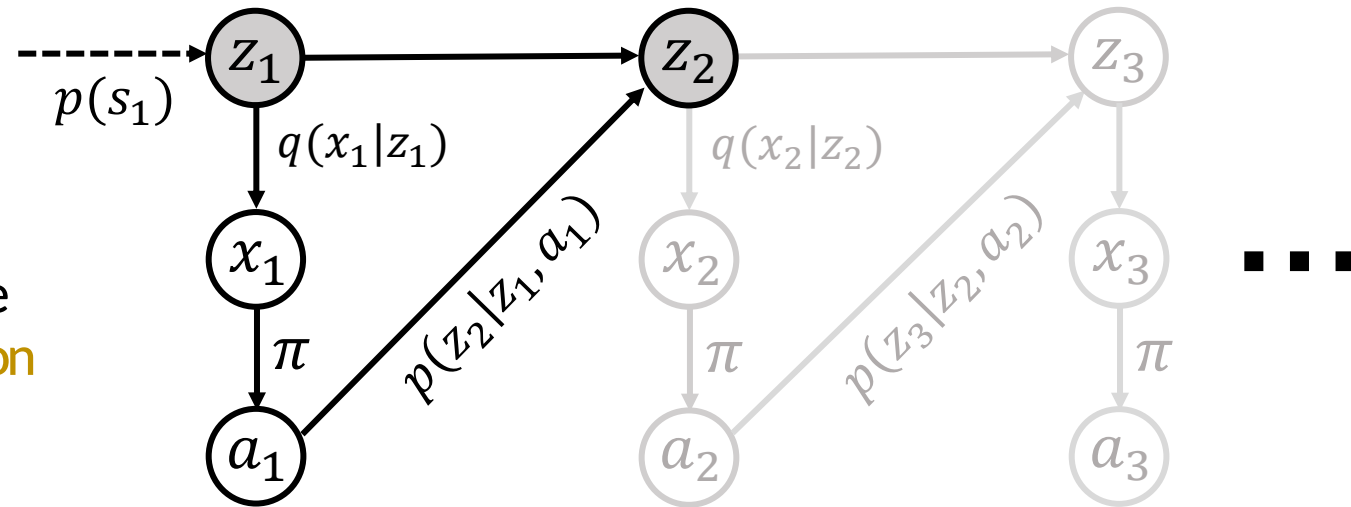 z₁ z₂ z₃
p(s₁)
q(x₁|z₁) q(x₂|z₂)
x₁ x₂ x₃
p(z₂|z₁, a₁) p(z₃|z₂, a₂)
e
on
π π π
a₁ a₂ a₃